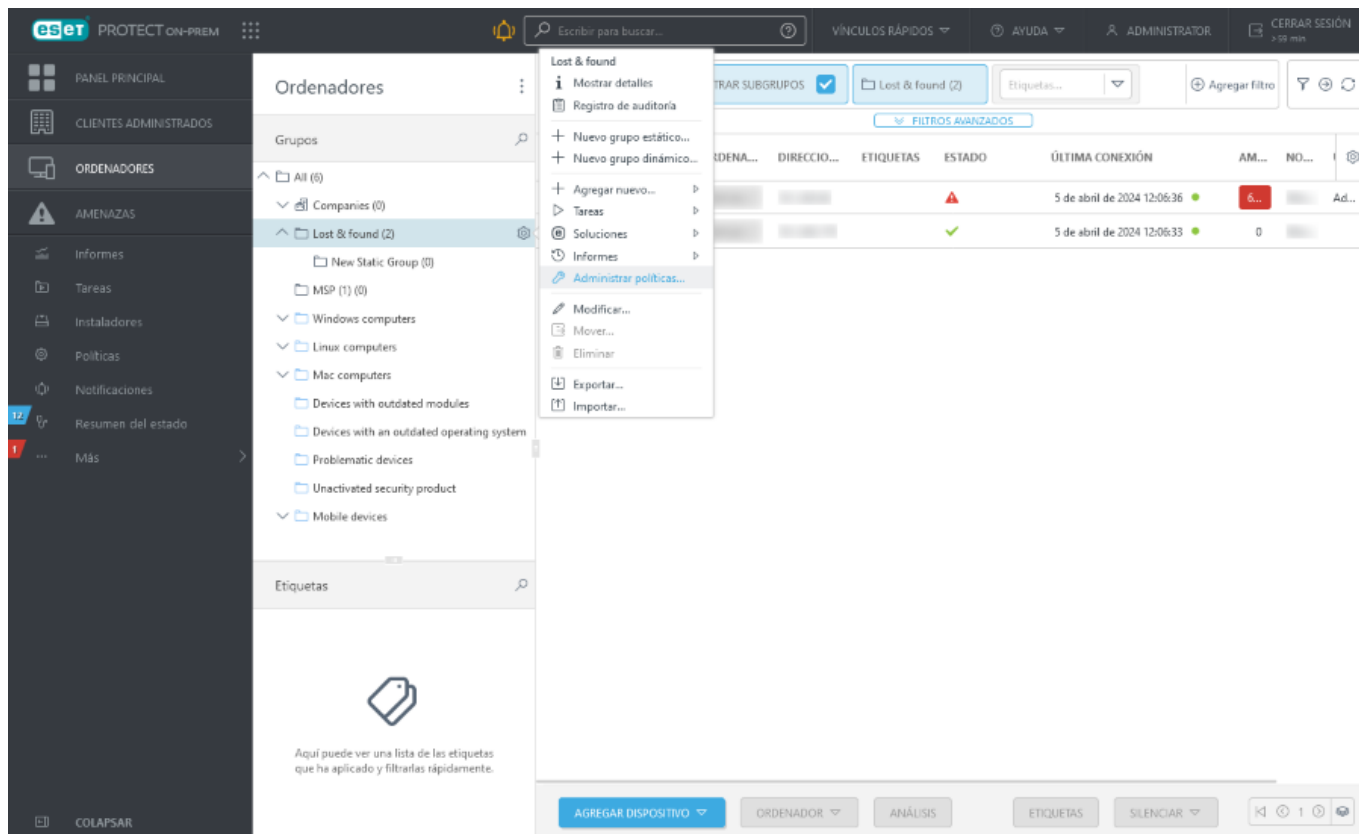 eset PROTECT ON-PREM
Escribir para buscar...
VÍNCULOS RÁPIDOS
AYUDA
ADMINISTRATOR
CERRAR SESIÓN
> 59 min
PANEL PRINCIPAL
CLIENTES ADMINISTRADOS
ORDENADORES
AMENAZAS
Informes
Tareas
Instaladores
Políticas
Notificaciones
12
Resumen del estado
1
Más
COLAPSAR
Ordenadores
Grupos
All (6)
Companies (0)
Lost & found (2)
New Static Group (0)
MSP (1) (0)
Windows computers
Linux computers
Mac computers
Devices with outdated modules
Devices with an outdated operating system
Problematic devices
Unactivated security product
Mobile devices
Etiquetas
Aquí puede ver una lista de las etiquetas
que ha aplicado y filtrarlas rápidamente.
Lost & found
Mostrar detalles
Registro de auditoría
Nuevo grupo estático...
Nuevo grupo dinámico...
Agregar nuevo...
Tareas
Soluciones
Informes
Administrar políticas...
Modificar...
Mover...
Eliminar
Exportar...
Importar...
TRAR SUBGRUPOS
Lost & found (2)
Etiquetas...
Agregar filtro
FILTROS AVANZADOS
RDENA... DIRECCIO... ETIQUETAS ESTADO ÚLTIMA CONEXIÓN AM... NO...
5 de abril de 2024 12:06:36 6... Ad...
5 de abril de 2024 12:06:33 0
AGREGAR DISPOSITIVO
ORDENADOR
ANÁLISIS
ETIQUETAS
SILENCIAR
1